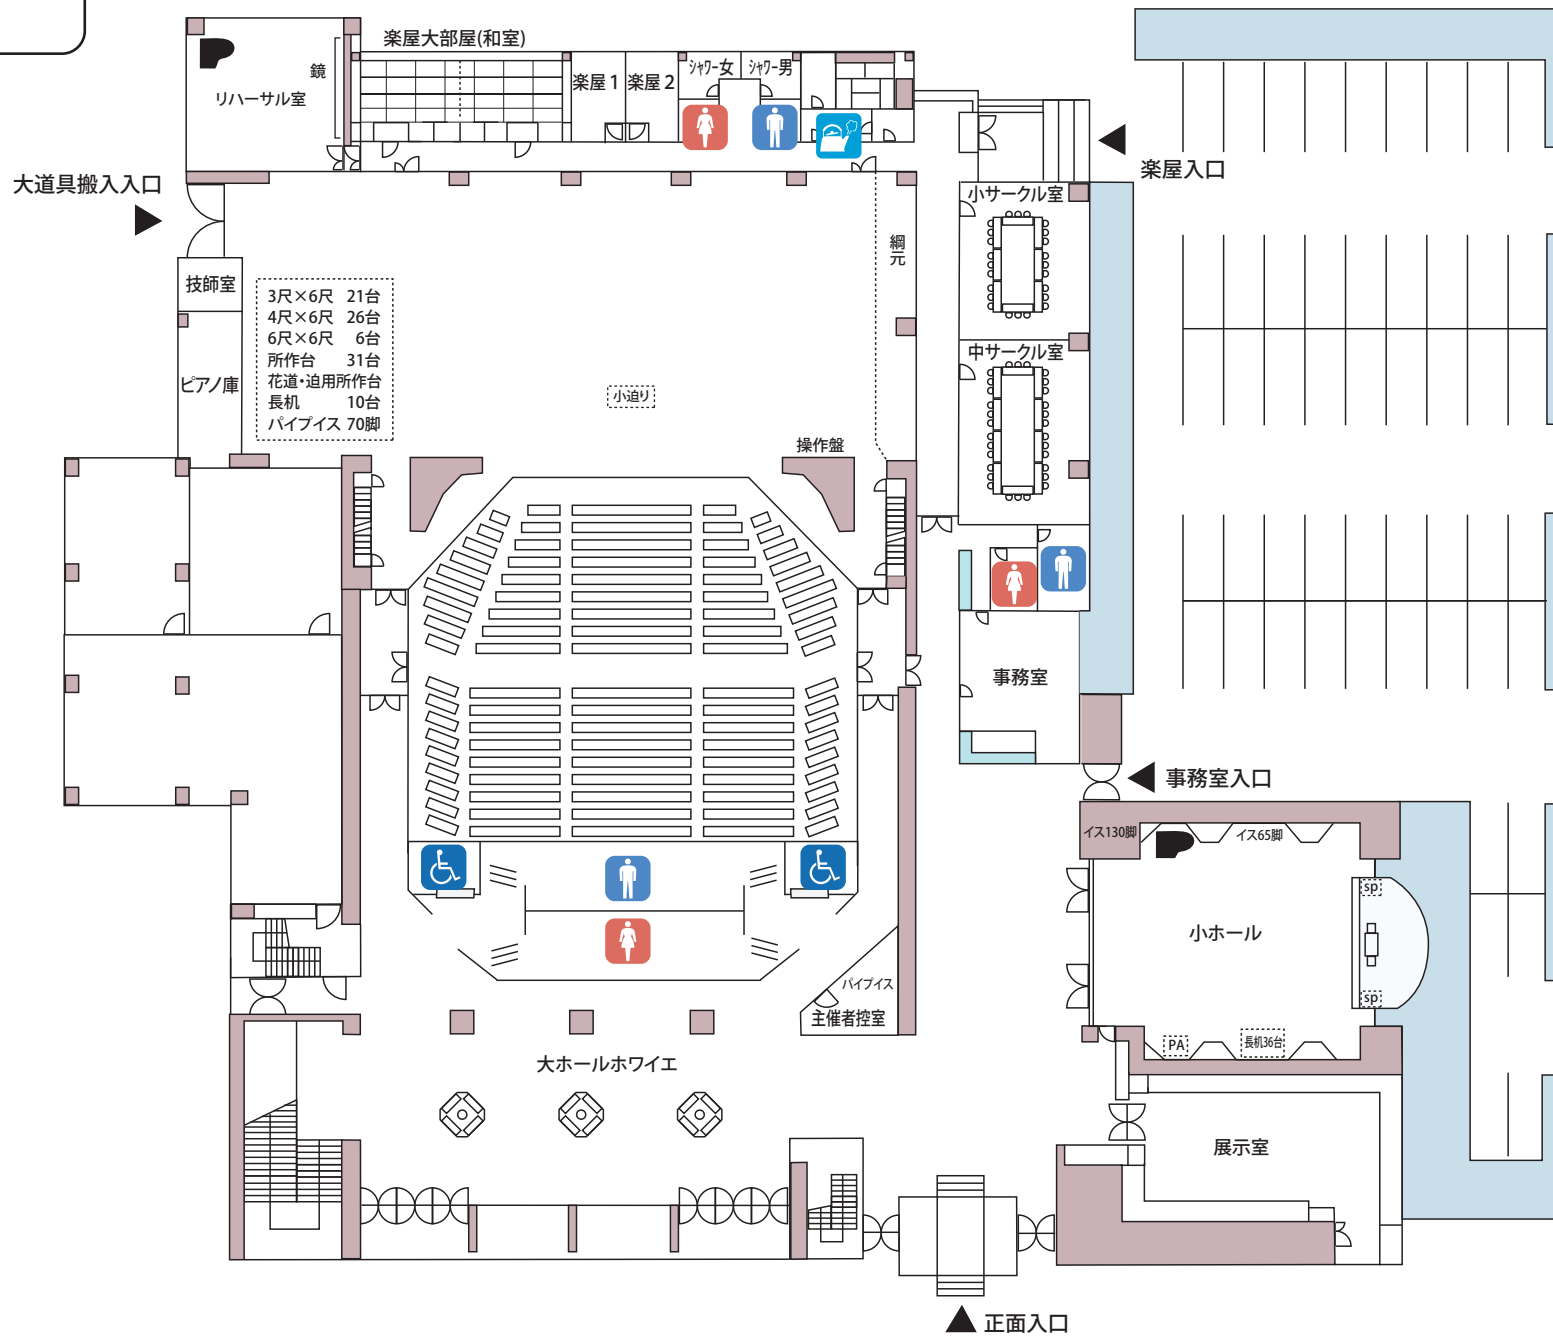 楽屋大部屋(和室)
鏡
リハーサル室
楽屋1
楽屋2
シャワー女
シャワー男
楽屋入口
大道具搬入入口
小サークル室
綱元
技師室
3尺×6尺 21台
4尺×6尺 26台
6尺×6尺 6台
所作台 31台
花道・迫用所作台
長机 10台
パイプイス 70脚
ピアノ庫
中サークル室
小迫り
操作盤
事務室
事務室入口
イス130脚
イス65脚
sp
小ホール
sp
パイプイス
主催者控室
PA
長机36台
大ホールホワイエ
展示室
正面入口